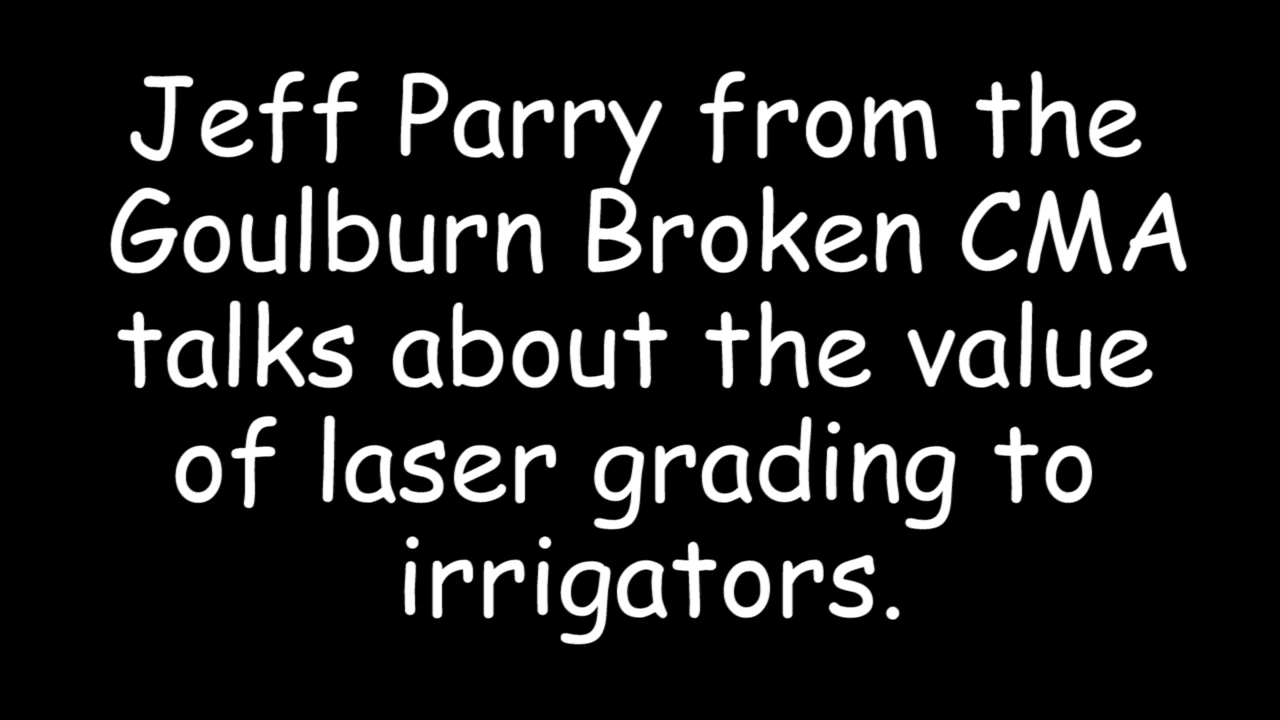 Jeff Parry from the
Goulburn Broken CMA
talks about the value
of laser grading to
irrigators.